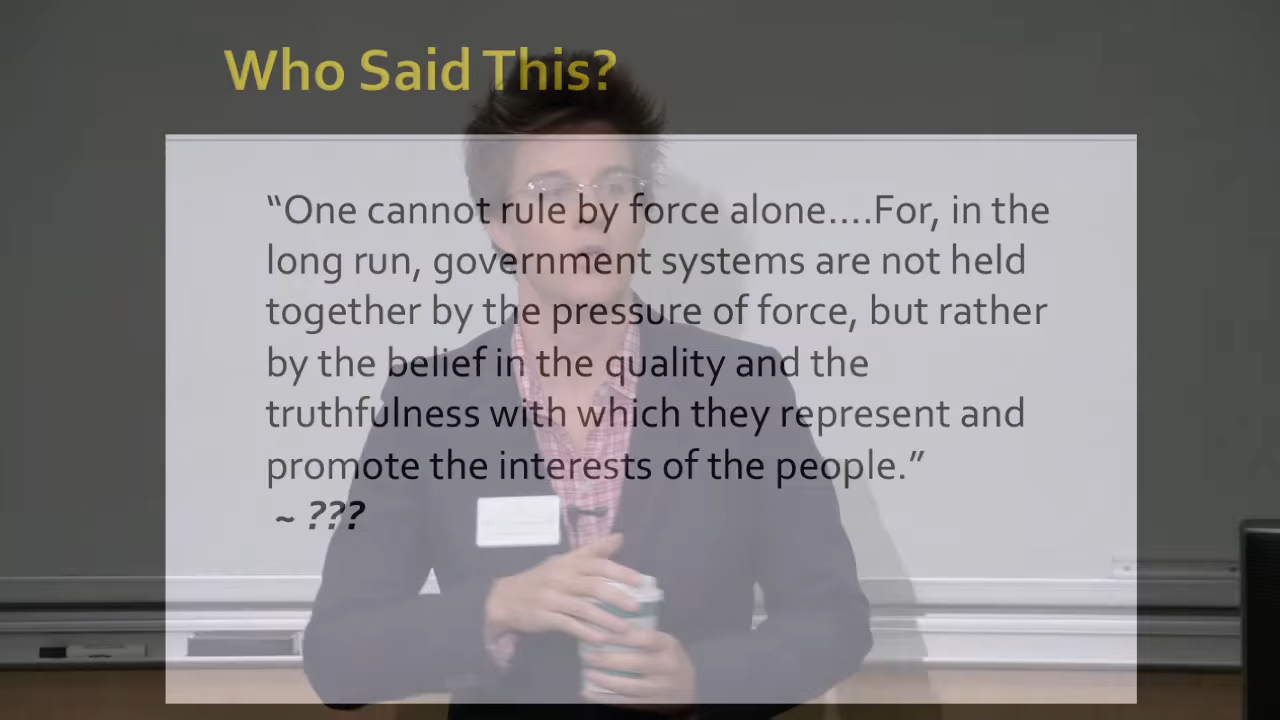 Who Said This?
“One cannot rule by force alone....For, in the
long run, government systems are not held
together by the pressure of force, but rather
by the belief in the quality and the
truthfulness with which they represent and
promote the interests of the people.”
~ ???